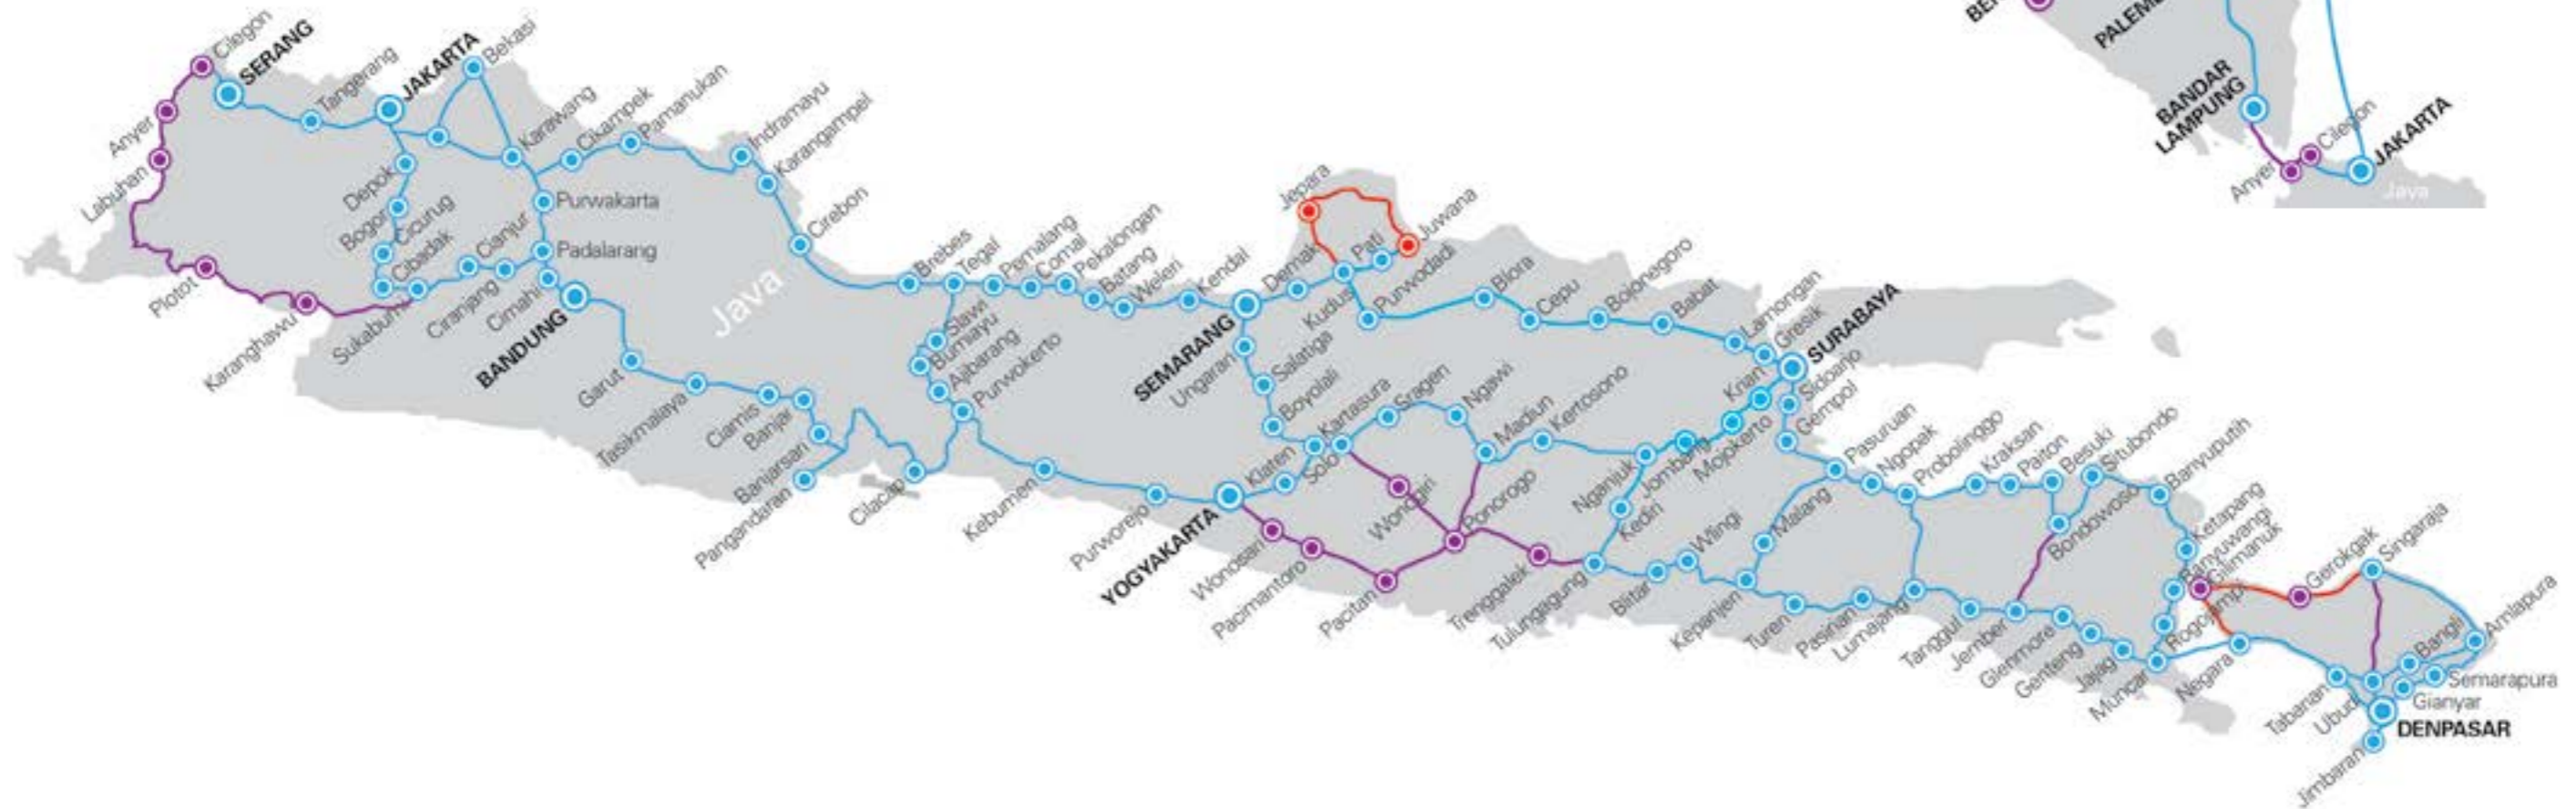 Cilegon
SERANG
Tangerang
JAKARTA
Bekasi
Anyer
Labuhan
Plotot
Karanghawu
Depok
Bogor
Cicurug
Cibadak
Sukabumi
Cianjur
Ciranjang
Cimahi
BANDUNG
Karawang
Cikampek
Pamanukan
Purwakarta
Padalarang
Indramayu
Karangampel
Cirebon
Java
Garut
Tasikmalaya
Ciamis
Banjar
Banjarsari
Pangandaran
Cilacap
Brebes
Tegal
Pemalang
Comal
Pekalongan
Batang
Weleri
Kendal
Slawi
Bumiayu
Ajibarang
Purwokerto
Kebumen
Purworejo
YOGYAKARTA
SEMARANG
Ungaran
Salatiga
Boyolali
Kartasura
Klaten
Solo
Demak
Jepara
Kudus
Pati
Juwana
Purwodadi
Blora
Cepu
Bojonegoro
Babat
Lamongan
Gresik
SURABAYA
Sragen
Ngawi
Madiun
Kertosono
Wonogiri
Ponorogo
Wonosari
Pacimantoro
Pacitan
Trenggalek
Tulungagung
Nganjuk
Jombang
Mojokerto
Krian
Sidoarjo
Gempol
Kediri
Blitar
Wlingi
Malang
Kepanjen
Turen
Pasirian
Lumajang
Pasuruan
Ngopak
Probolinggo
Kraksan
Paiton
Besuki
Situbondo
Bondowoso
Banyuputih
Ketapang
Banyuwangi
Gilimanuk
Rogojampi
Tanggul
Jember
Glenmore
Genteng
Jajag
Muncar
Negara
Gerokgak
Singaraja
Amlapura
Bangli
Semarapura
Gianyar
Tabanan
Ubud
DENPASAR
Jimbaran
BANDAR
LAMPUNG
Anyer
Cilegon
JAKARTA
Java